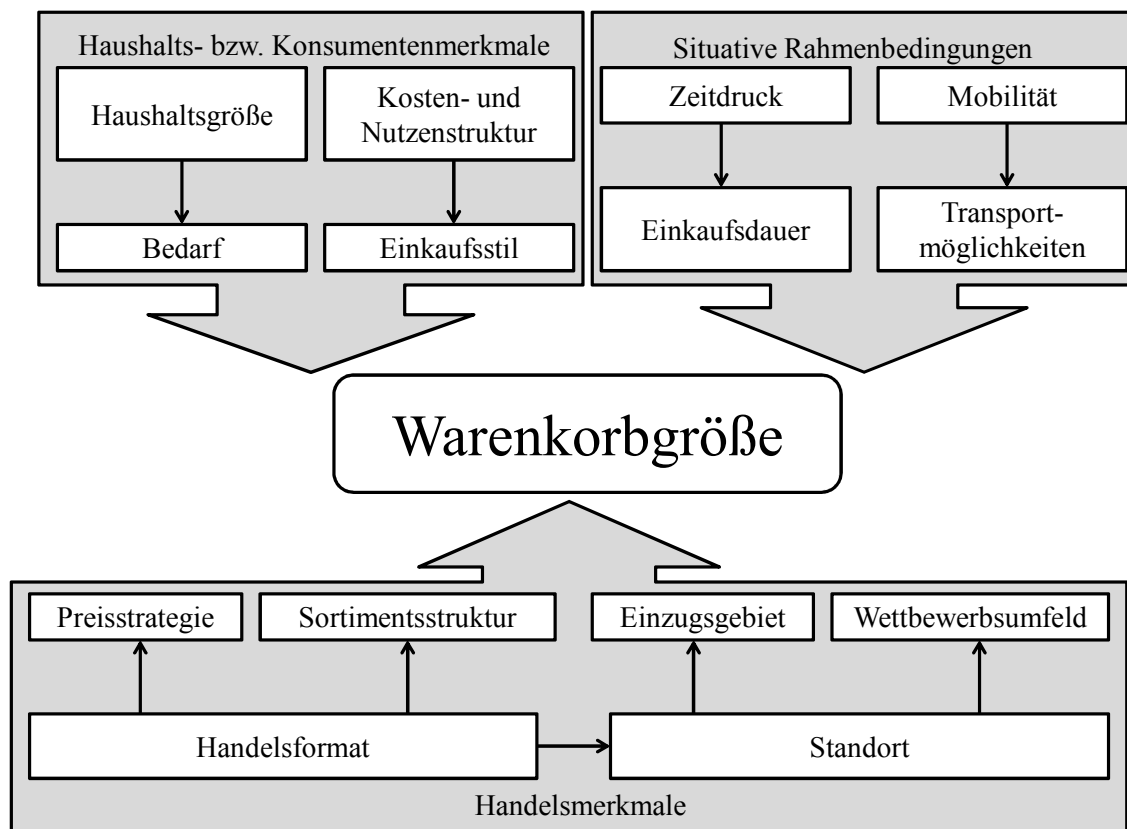 Haushalts- bzw. Konsumentenmerkmale
Haushaltsgröße
Kosten- und
Nutzenstruktur
Bedarf
Einkaufsstil
Situative Rahmenbedingungen
Zeitdruck
Mobilität
Einkaufsdauer
Transport-
möglichkeiten
Warenkorbgröße
Preisstrategie
Sortimentsstruktur
Einzugsgebiet
Wettbewerbsumfeld
Handelsformat
Standort
Handelsmerkmale